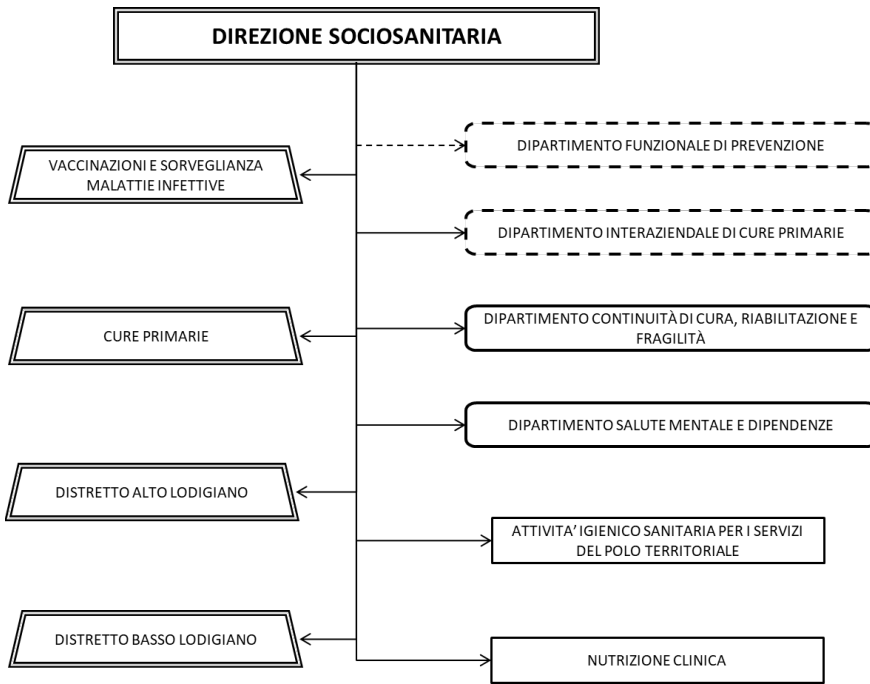 DIREZIONE SOCIOSANITARIA
DIPARTIMENTO FUNZIONALE DI PREVENZIONE
VACCINAZIONI E SORVEGLIANZA
MALATTIE INFETTIVE
DIPARTIMENTO INTERAZIENDALE DI CURE PRIMARIE
CURE PRIMARIE
DIPARTIMENTO CONTINUITÀ DI CURA, RIABILITAZIONE E
FRAGILITÀ
DIPARTIMENTO SALUTE MENTALE E DIPENDENZE
DISTRETTO ALTO LODIGIANO
ATTIVITA’ IGIENICO SANITARIA PER I SERVIZI
DEL POLO TERRITORIALE
DISTRETTO BASSO LODIGIANO
NUTRIZIONE CLINICA